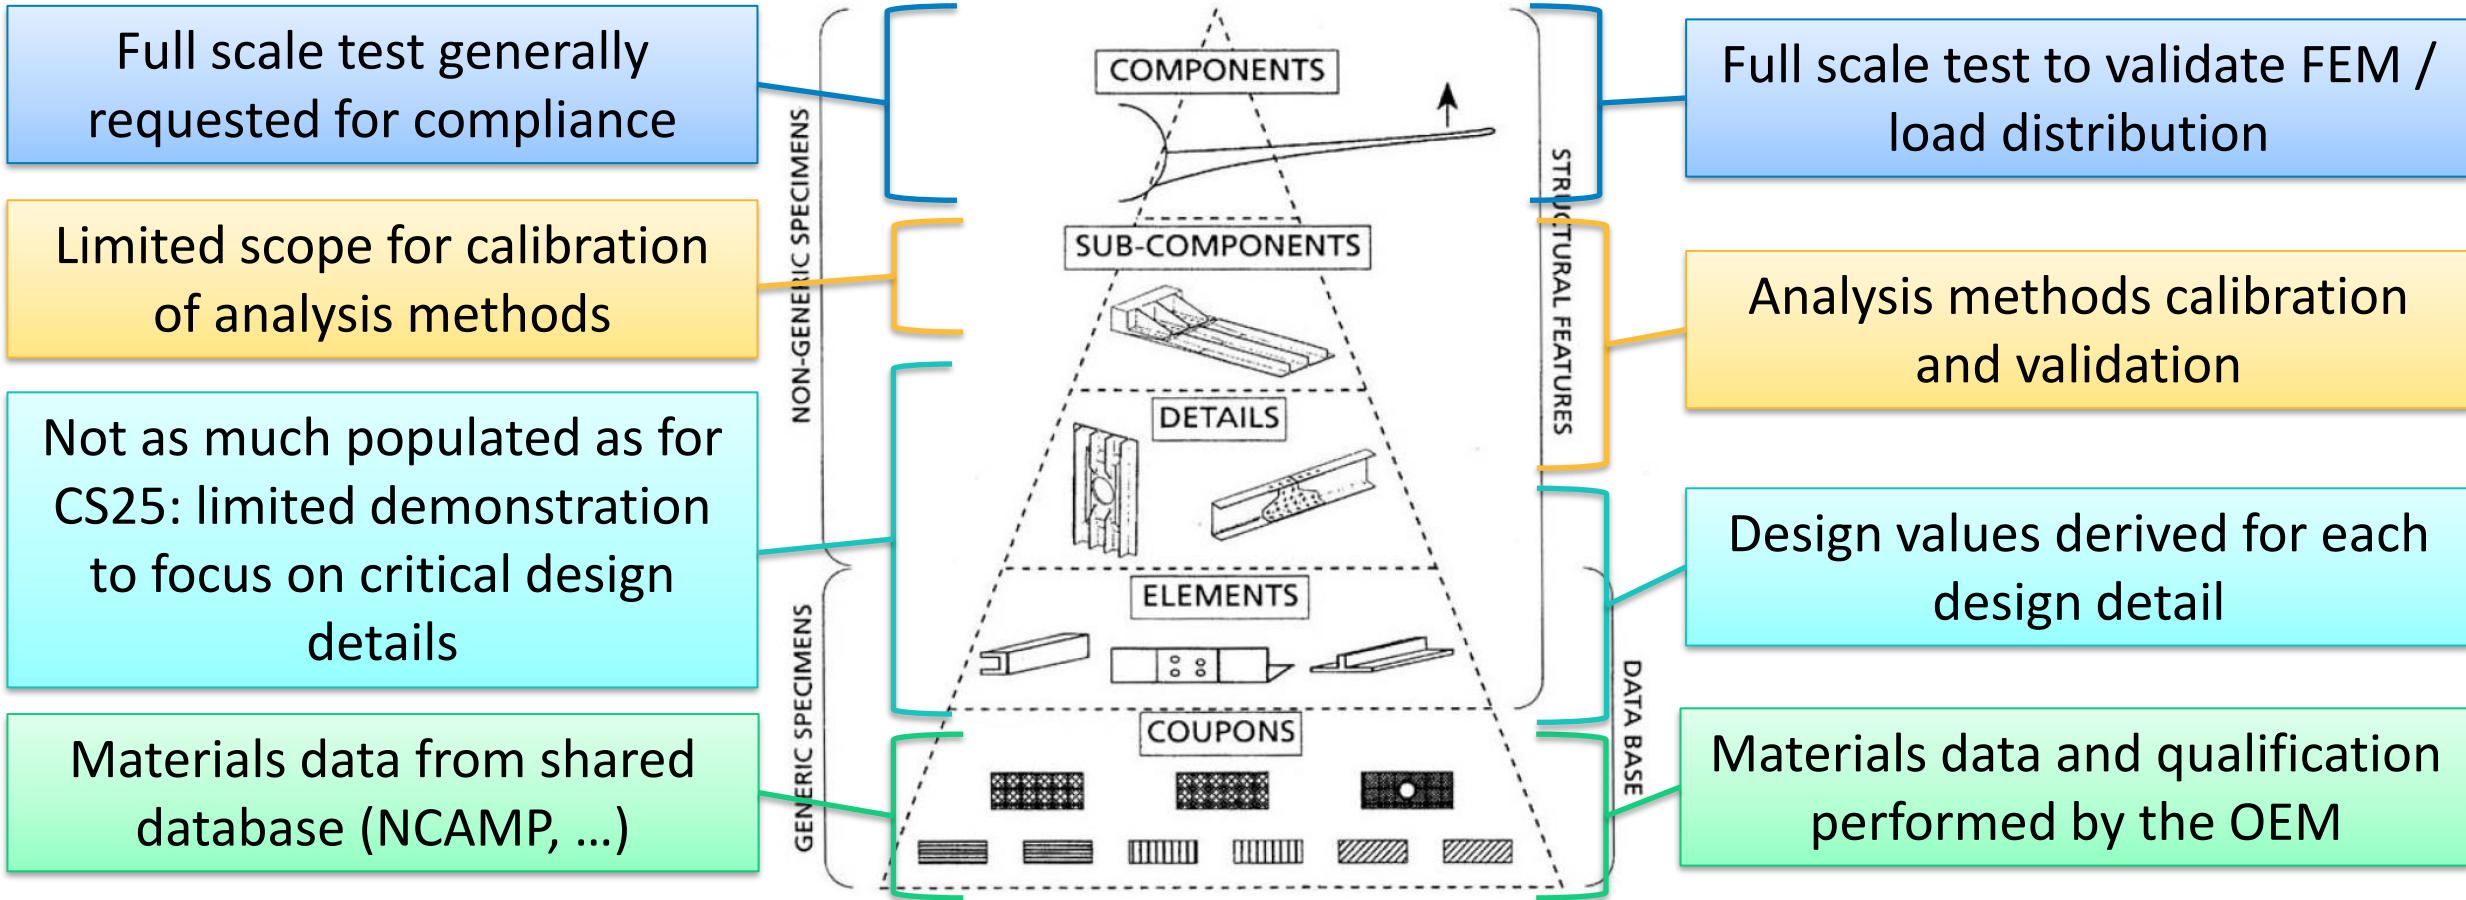 Full scale test generally
requested for compliance
Limited scope for calibration
of analysis methods
Not as much populated as for
CS25: limited demonstration
to focus on critical design
details
Materials data from shared
database (NCAMP, ...)
NON-GENERIC SPECIMENS
GENERIC SPECIMENS
COMPONENTS
SUB-COMPONENTS
DETAILS
ELEMENTS
COUPONS
STRUCTURAL FEATURES
DATA BASE
Full scale test to validate FEM /
load distribution
Analysis methods calibration
and validation
Design values derived for each
design detail
Materials data and qualification
performed by the OEM